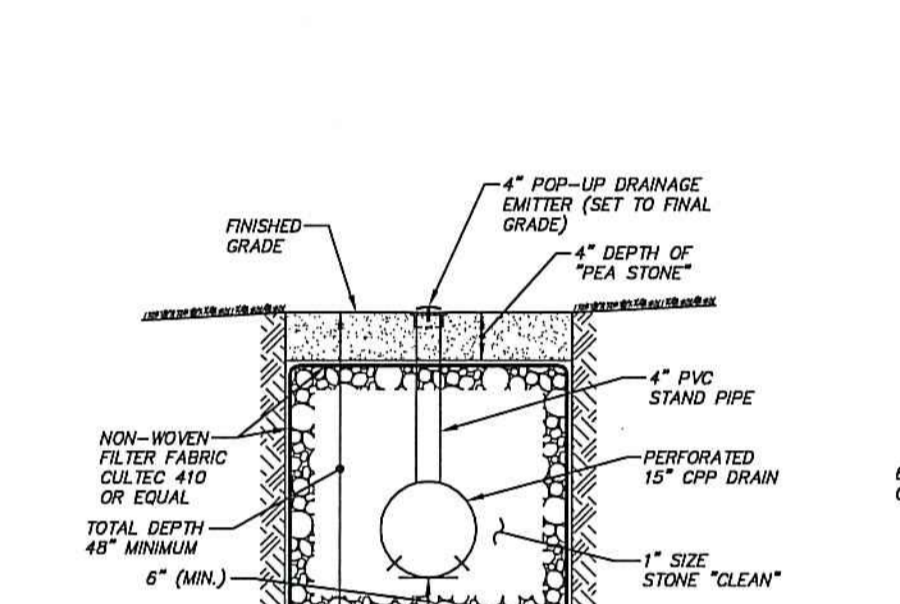 4" POP-UP DRAINAGE
EMITTER (SET TO FINAL
GRADE)
FINISHED
GRADE
4" DEPTH OF
"PEA STONE"
4" PVC
STAND PIPE
NON-WOVEN
FILTER FABRIC
CULTEC 410
OR EQUAL
PERFORATED
15" CPP DRAIN
TOTAL DEPTH
48" MINIMUM
6" (MIN.)
1" SIZE
STONE "CLEAN"